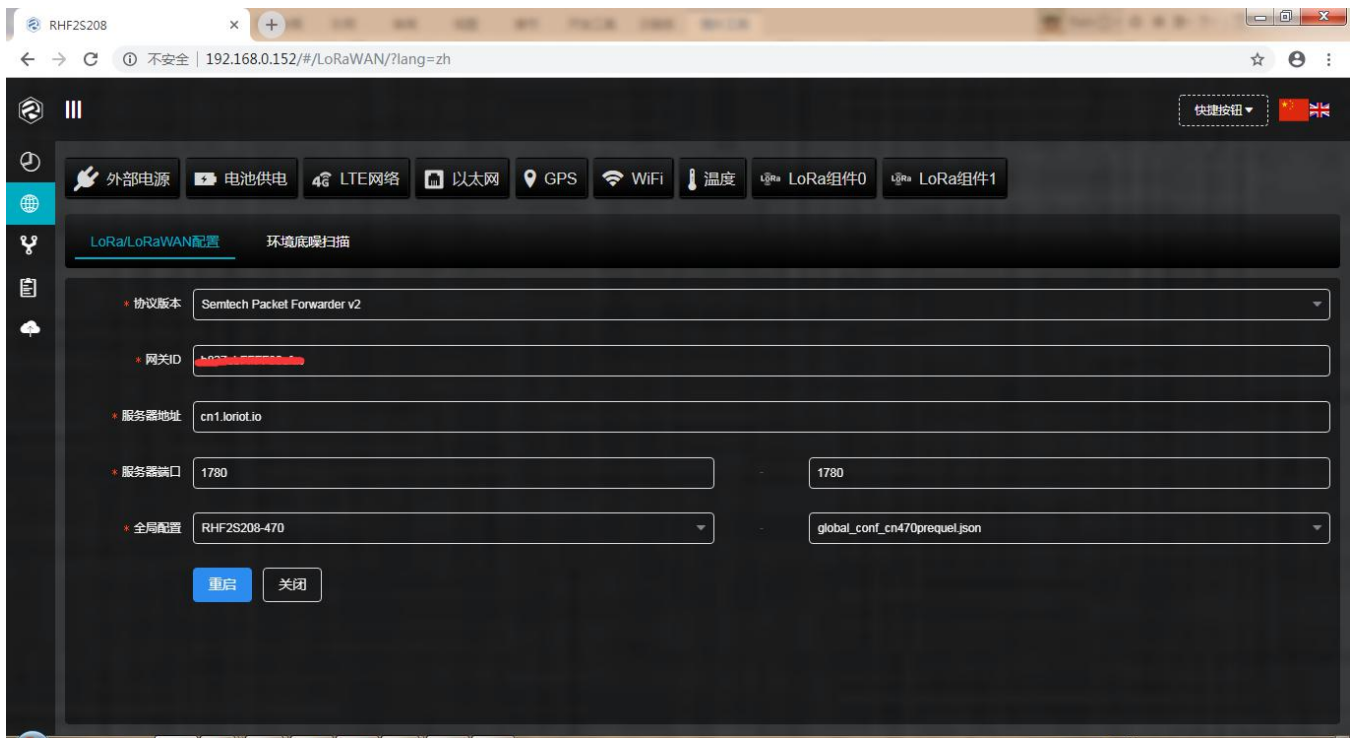 RHF2S208
不安全 | 192.168.0.152/#/LoRaWAN/?lang=zh
快捷按钮
外部电源 电池供电 4G LTE网络 以太网 GPS WiFi 温度 LoRa LoRa组件0 LoRa LoRa组件1
LoRa/LoRaWAN配置 环境底噪扫描
* 协议版本 Semtech Packet Forwarder v2
* 网关ID
* 服务器地址 cn1.loriot.io
* 服务器端口 1780 - 1780
* 全局配置 RHF2S208-470 - global_conf_cn470prequel.json
重启 关闭